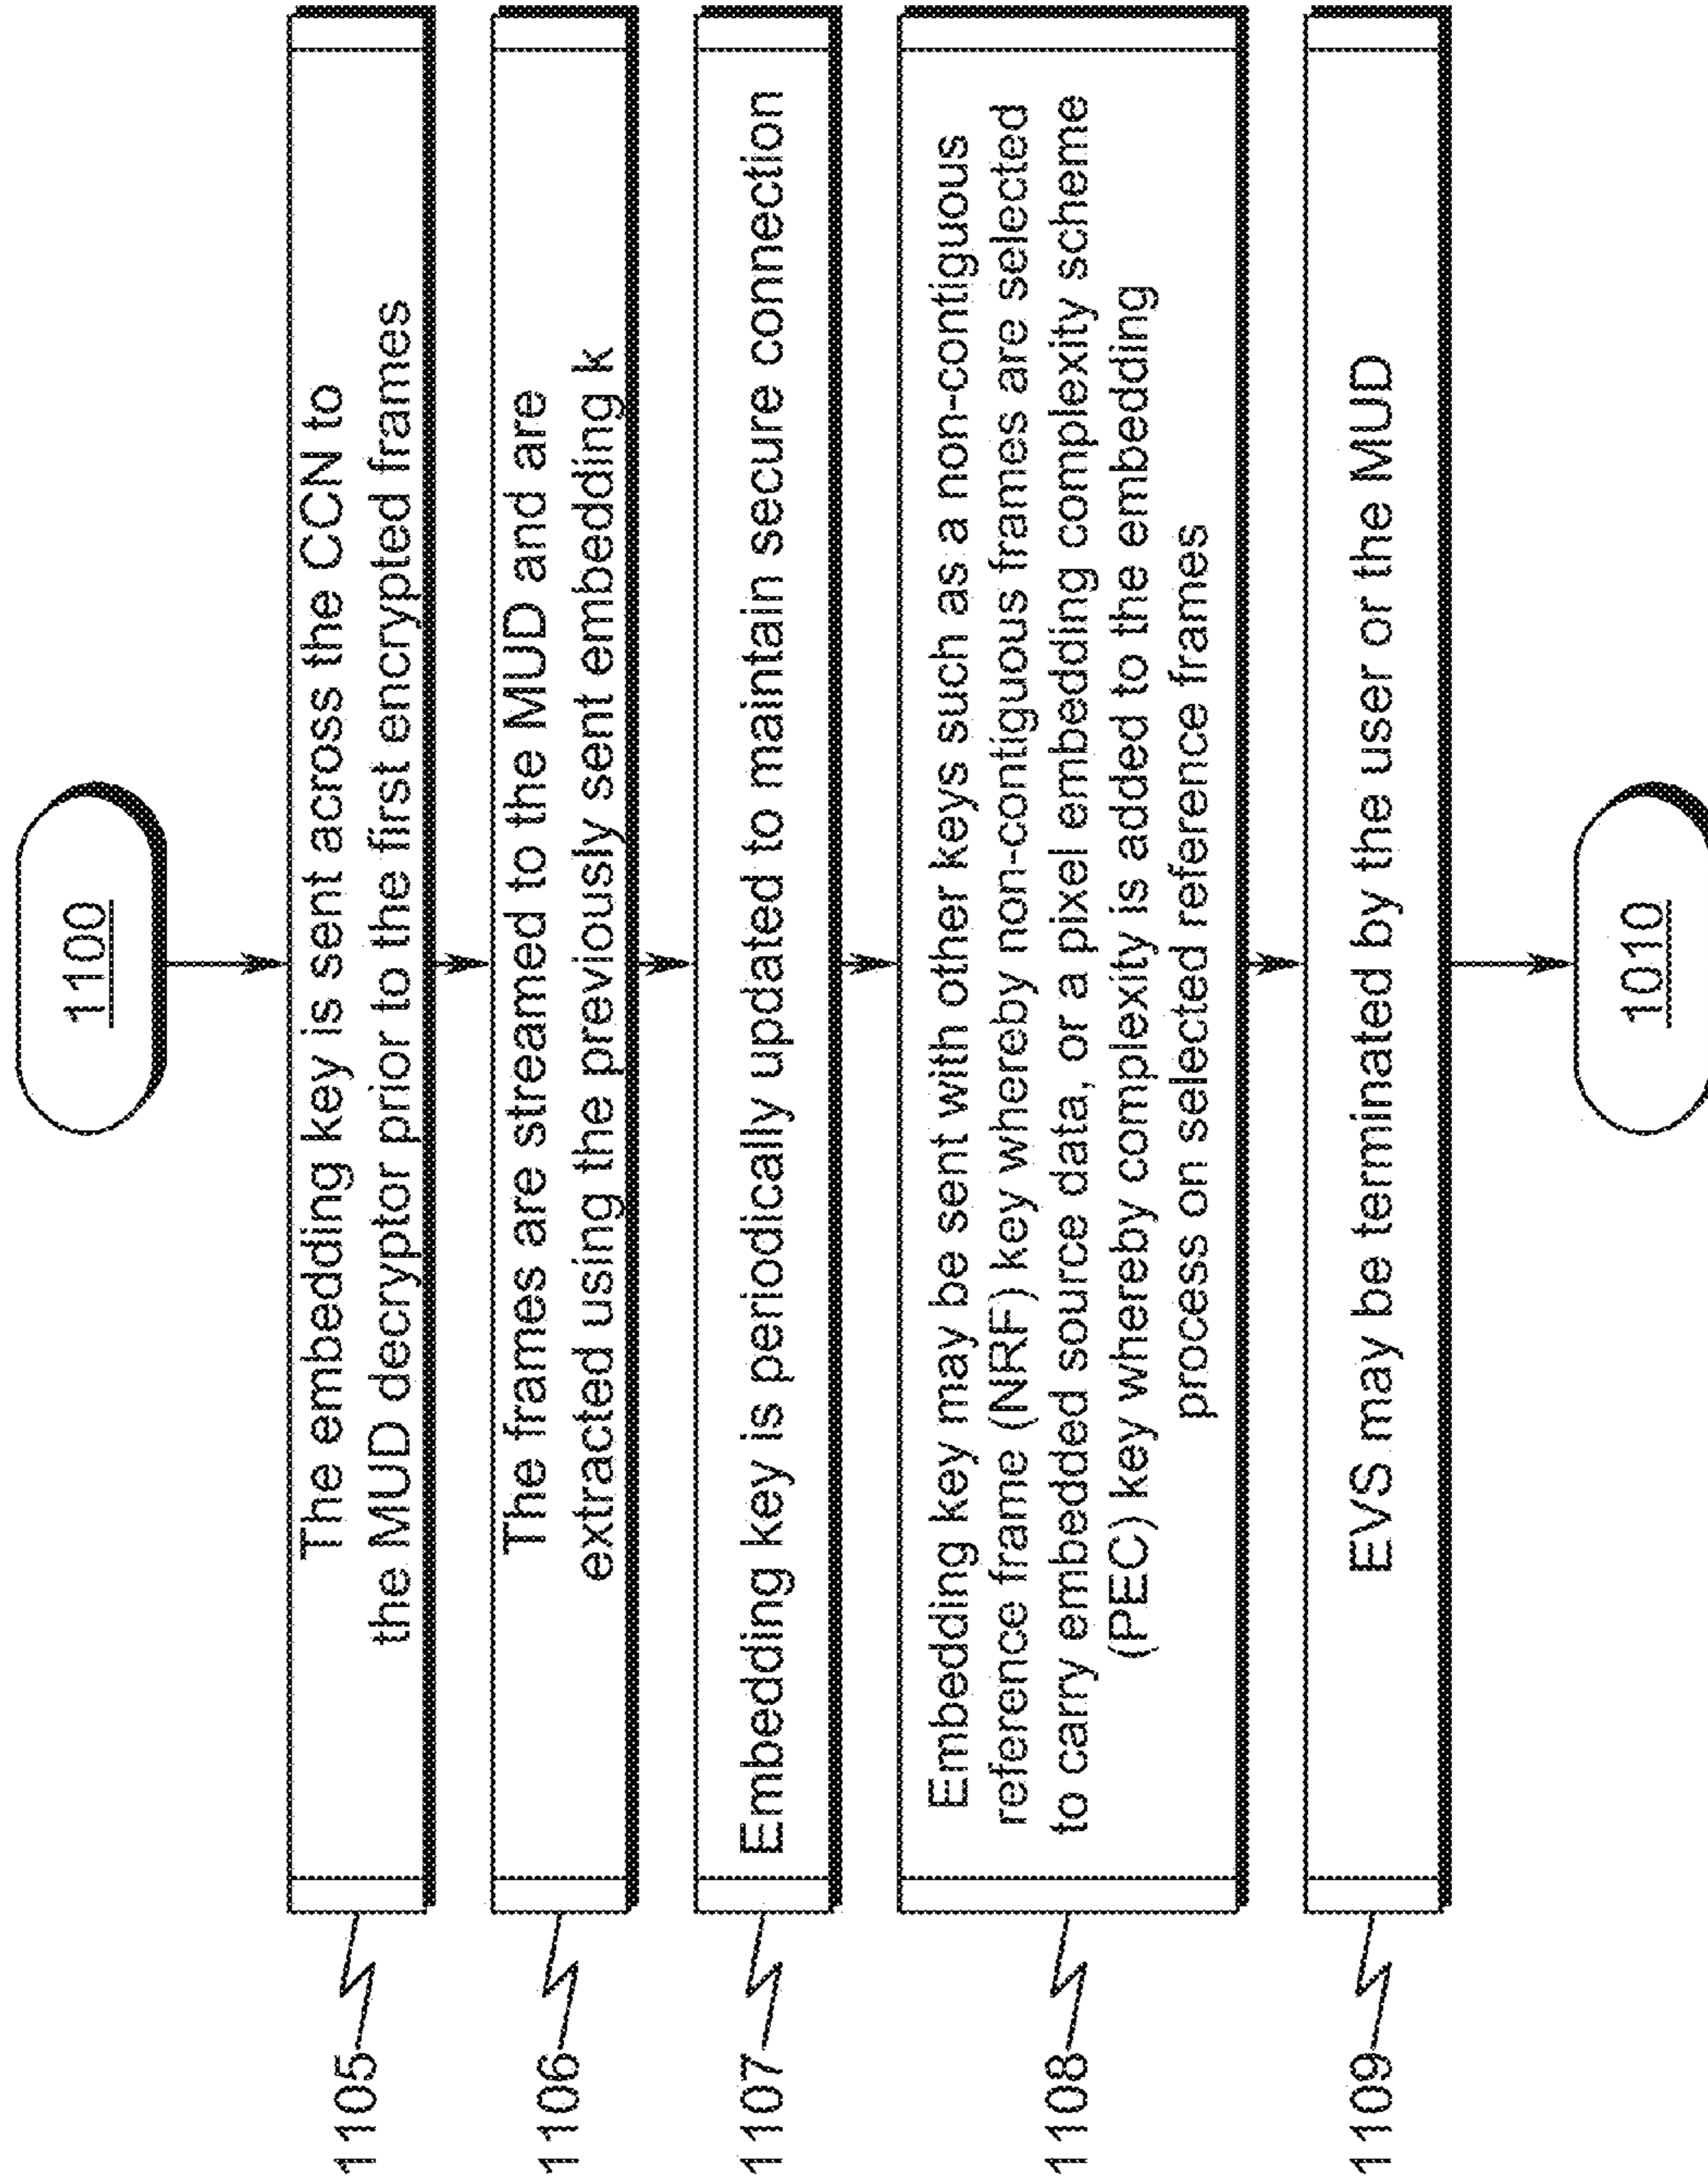 1100
1105
The embedding key is sent across the CCN to
the MUD decryptor prior to the first encrypted frames
1106
The frames are streamed to the MUD and are
extracted using the previously sent embedding k
1107
Embedding key is periodically updated to maintain secure connection
1108
Embedding key may be sent with other keys such as a non-contiguous
reference frame (NRF) key whereby non-contiguous frames are selected
to carry embedded source data, or a pixel embedding complexity scheme
(PEC) key whereby complexity is added to the embedding
process on selected reference frames
1109
EVS may be terminated by the user or the MUD
1010